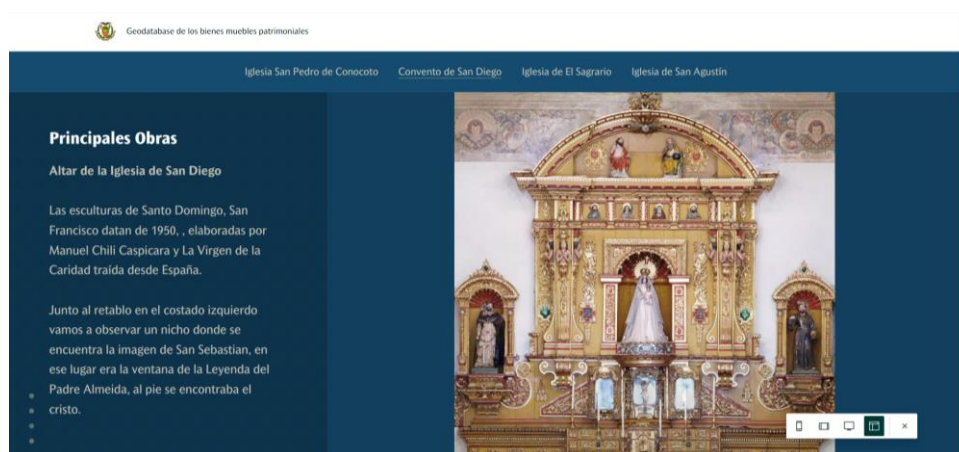 Geodatabase de los bienes muebles patrimoniales
Iglesia San Pedro de Conocoto Convento de San Diego Iglesia de El Sagrario Iglesia de San Agustín
Principales Obras
Altar de la Iglesia de San Diego
Las esculturas de Santo Domingo, San
Francisco datan de 1950, , elaboradas por
Manuel Chili Caspicara y La Virgen de la
Caridad traída desde España.
Junto al retablo en el costado izquierdo
vamos a observar un nicho donde se
encuentra la imagen de San Sebastian, en
ese lugar era la ventana de la Leyenda del
Padre Almeida, al pie se encontraba el
cristo.